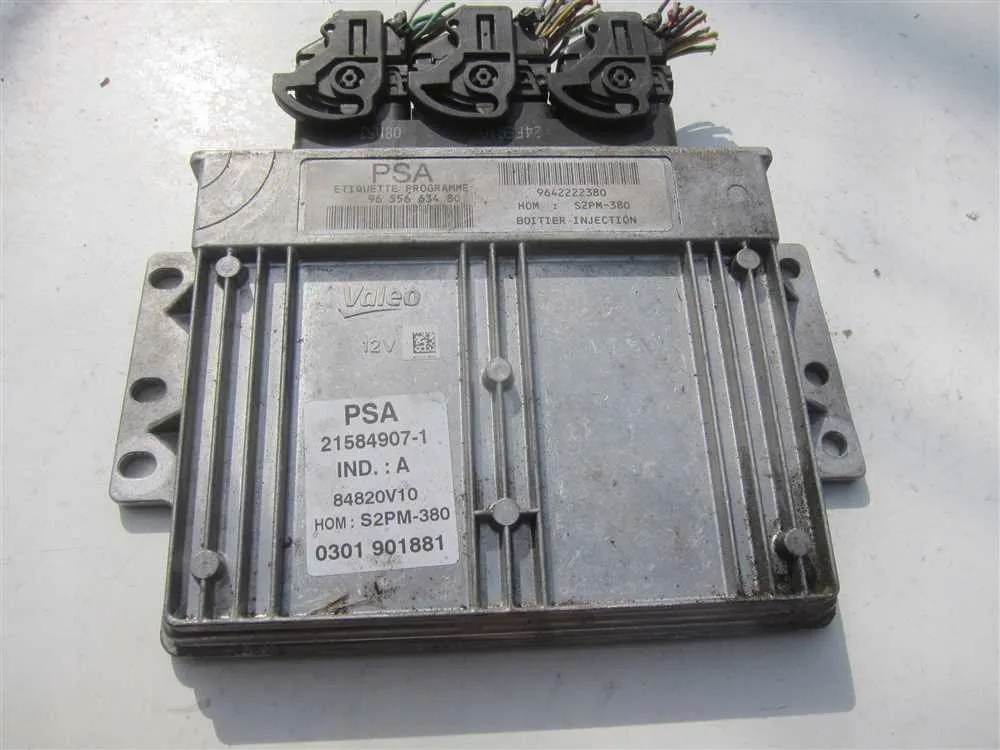 PSA
ETIQUETTE PROGRAMME
96 556 634 80
9642222380
HOM : S2PM-380
BOITIER INJECTION
Valeo
12V
PSA
21584907-1
IND. : A
84820V10
HOM : S2PM-380
0301 901881